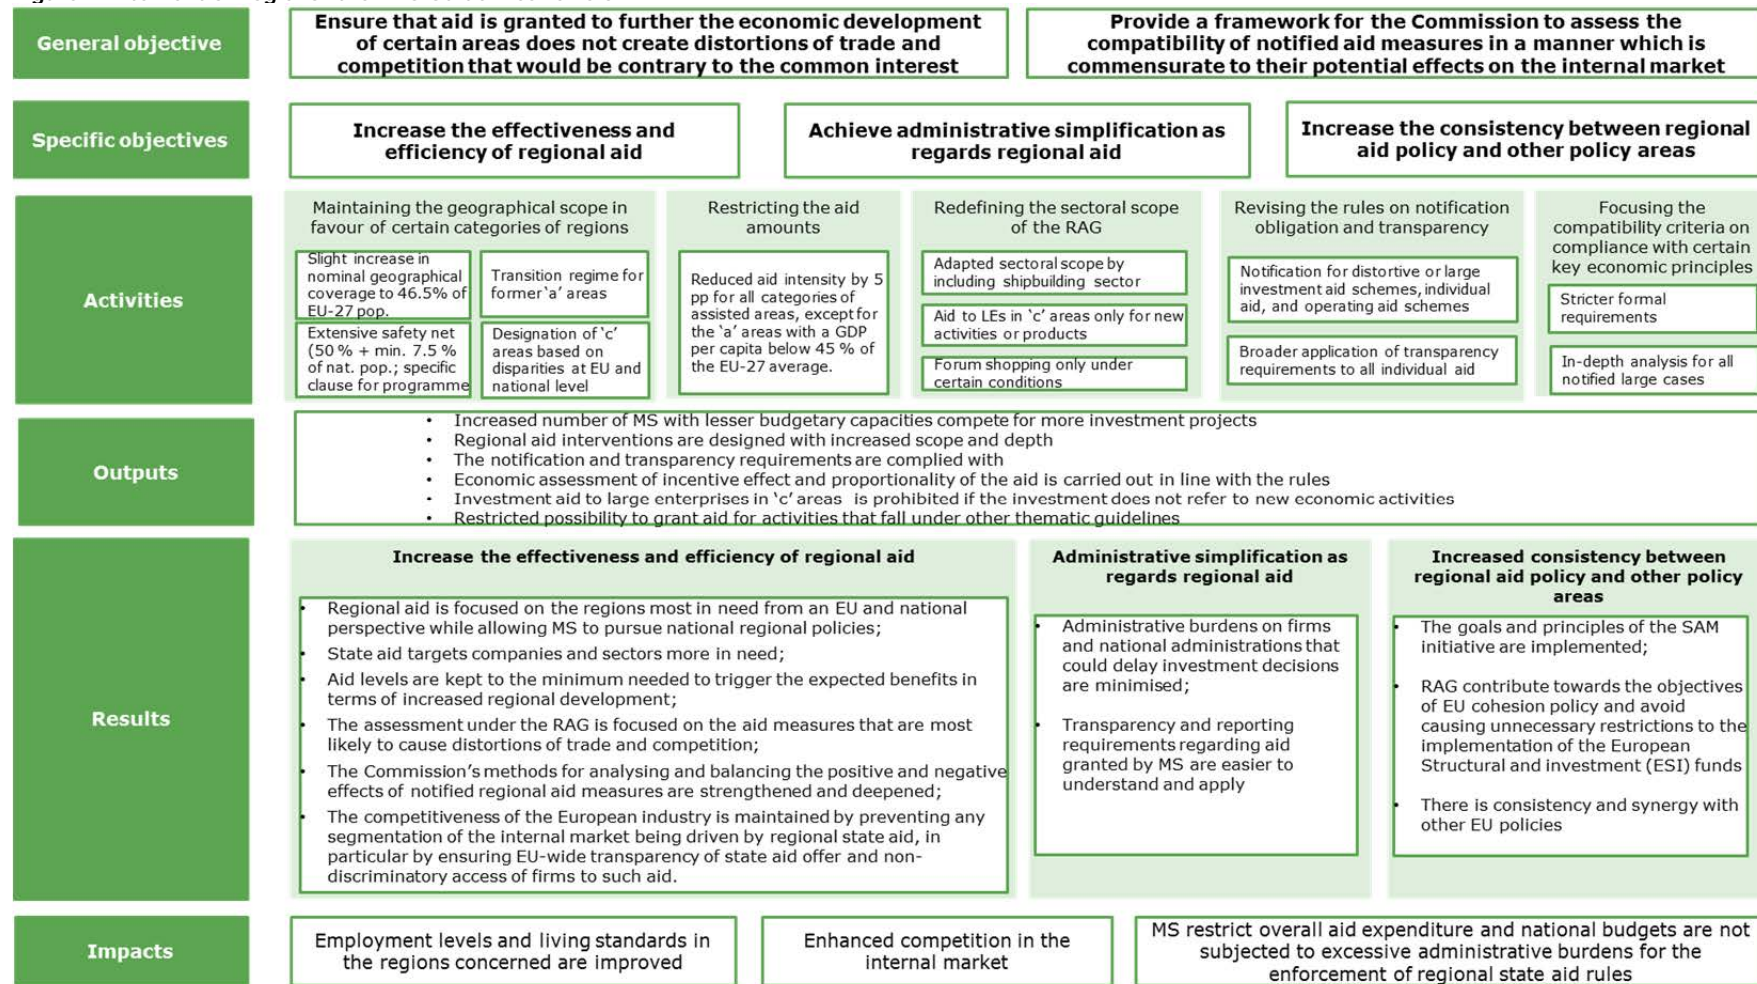 General objective
Ensure that aid is granted to further the economic development
of certain areas does not create distortions of trade and
competition that would be contrary to the common interest
Provide a framework for the Commission to assess the
compatibility of notified aid measures in a manner which is
commensurate to their potential effects on the internal market
Specific objectives
Increase the effectiveness and
efficiency of regional aid
Achieve administrative simplification as
regards regional aid
Increase the consistency between regional
aid policy and other policy areas
Activities
Maintaining the geographical scope in
favour of certain categories of regions
Slight increase in
nominal geographical
coverage to 46.5% of
EU-27 pop.
Transition regime for
former 'a' areas
Extensive safety net
(50 % + min. 7.5 %
of nat. pop.; specific
clause for programme
Designation of 'c'
areas based on
disparities at EU and
national level
Restricting the aid
amounts
Reduced aid intensity by 5
pp for all categories of
assisted areas, except for
the 'a' areas with a GDP
per capita below 45 % of
the EU-27 average.
Redefining the sectoral scope
of the RAG
Adapted sectoral scope by
including shipbuilding sector
Aid to LEs in 'c' areas only for new
activities or products
Forum shopping only under
certain conditions
Revising the rules on notification
obligation and transparency
Notification for distortive or large
investment aid schemes, individual
aid, and operating aid schemes
Broader application of transparency
requirements to all individual aid
Focusing the
compatibility criteria on
compliance with certain
key economic principles
Stricter formal
requirements
In-depth analysis for all
notified large cases
Outputs
• Increased number of MS with lesser budgetary capacities compete for more investment projects
• Regional aid interventions are designed with increased scope and depth
• The notification and transparency requirements are complied with
• Economic assessment of incentive effect and proportionality of the aid is carried out in line with the rules
• Investment aid to large enterprises in 'c' areas is prohibited if the investment does not refer to new economic activities
• Restricted possibility to grant aid for activities that fall under other thematic guidelines
Results
Increase the effectiveness and efficiency of regional aid
• Regional aid is focused on the regions most in need from an EU and national
perspective while allowing MS to pursue national regional policies;
• State aid targets companies and sectors more in need;
• Aid levels are kept to the minimum needed to trigger the expected benefits in
terms of increased regional development;
• The assessment under the RAG is focused on the aid measures that are most
likely to cause distortions of trade and competition;
• The Commission's methods for analysing and balancing the positive and negative
effects of notified regional aid measures are strengthened and deepened;
• The competitiveness of the European industry is maintained by preventing any
segmentation of the internal market being driven by regional state aid, in
particular by ensuring EU-wide transparency of state aid offer and non-
discriminatory access of firms to such aid.
Administrative simplification as
regards regional aid
• Administrative burdens on firms
and national administrations that
could delay investment decisions
are minimised;
• Transparency and reporting
requirements regarding aid
granted by MS are easier to
understand and apply
Increased consistency between
regional aid policy and other policy
areas
• The goals and principles of the SAM
initiative are implemented;
• RAG contribute towards the objectives
of EU cohesion policy and avoid
causing unnecessary restrictions to the
implementation of the European
Structural and investment (ESI) funds
• There is consistency and synergy with
other EU policies
Impacts
Employment levels and living standards in
the regions concerned are improved
Enhanced competition in the
internal market
MS restrict overall aid expenditure and national budgets are not
subjected to excessive administrative burdens for the
enforcement of regional state aid rules